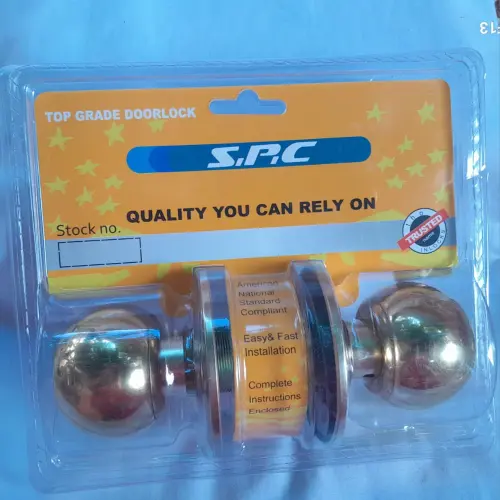 F13
TOP GRADE DOORLOCK
S.P.C
QUALITY YOU CAN RELY ON
Stock no.
TRUSTED
American
National
Standard
Compliant
Easy& Fast
Installation
Complete
Instructions
Enclosed